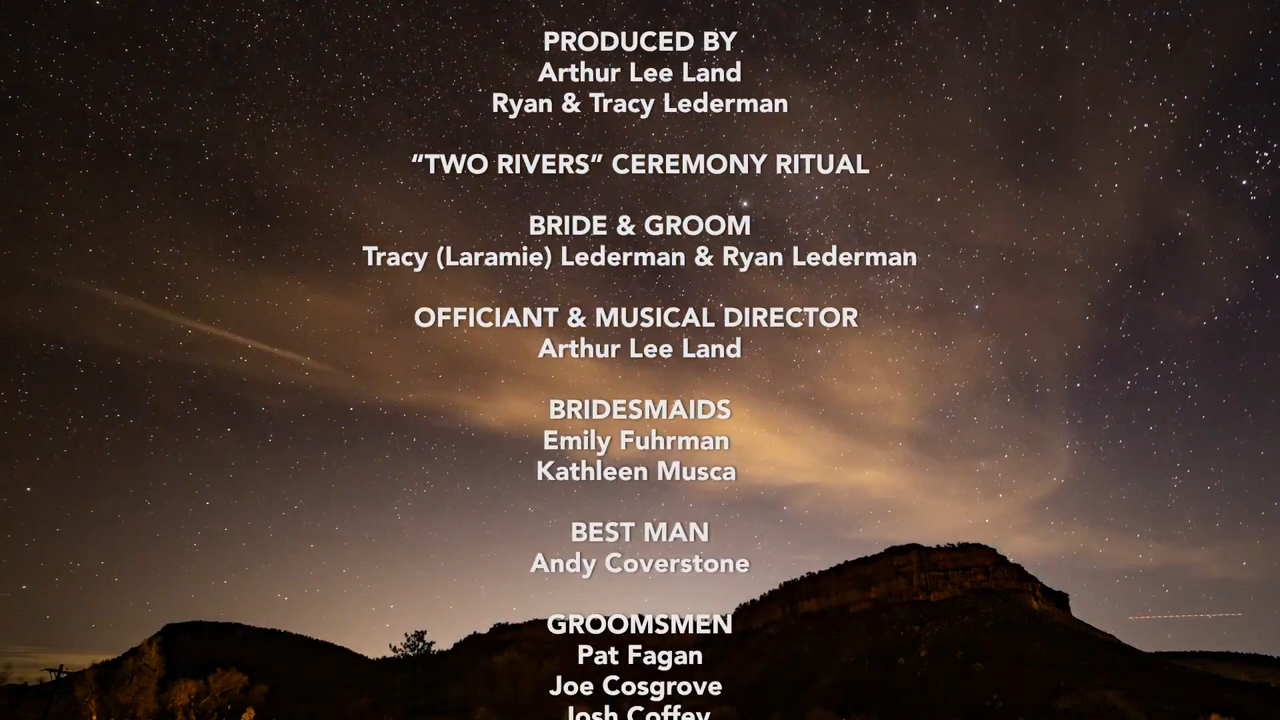 PRODUCED BY
Arthur Lee Land
Ryan & Tracy Lederman
“TWO RIVERS” CEREMONY RITUAL
BRIDE & GROOM
Tracy (Laramie) Lederman & Ryan Lederman
OFFICIANT & MUSICAL DIRECTOR
Arthur Lee Land
BRIDESMAIDS
Emily Fuhrman
Kathleen Musca
BEST MAN
Andy Coverstone
GROOMSMEN
Pat Fagan
Joe Cosgrove
Josh Coffey